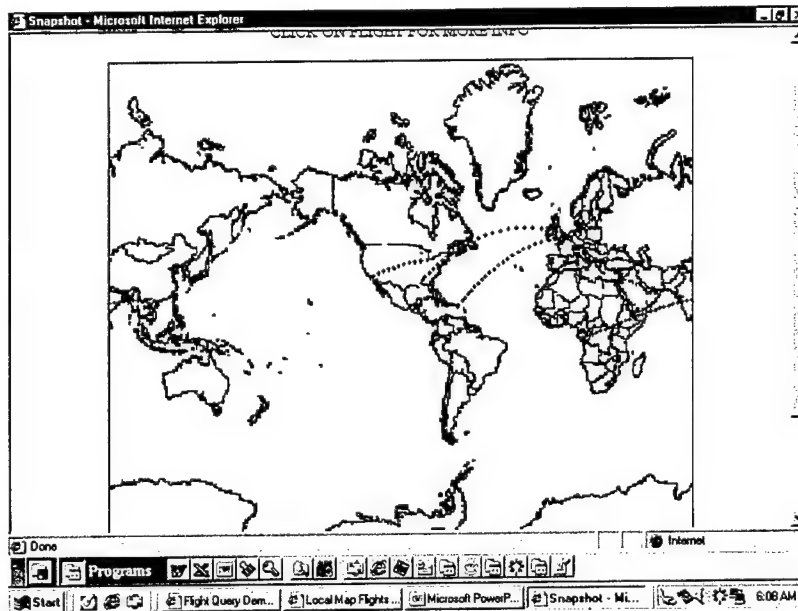 Snapshot - Microsoft Internet Explorer
CLICK ON FLIGHT FOR MORE INFO
Done
Internet
Programs
Start
Flight Query Dem...
Local Map Flights...
Microsoft PowerP...
Snapshot - Mi...
6:08 AM